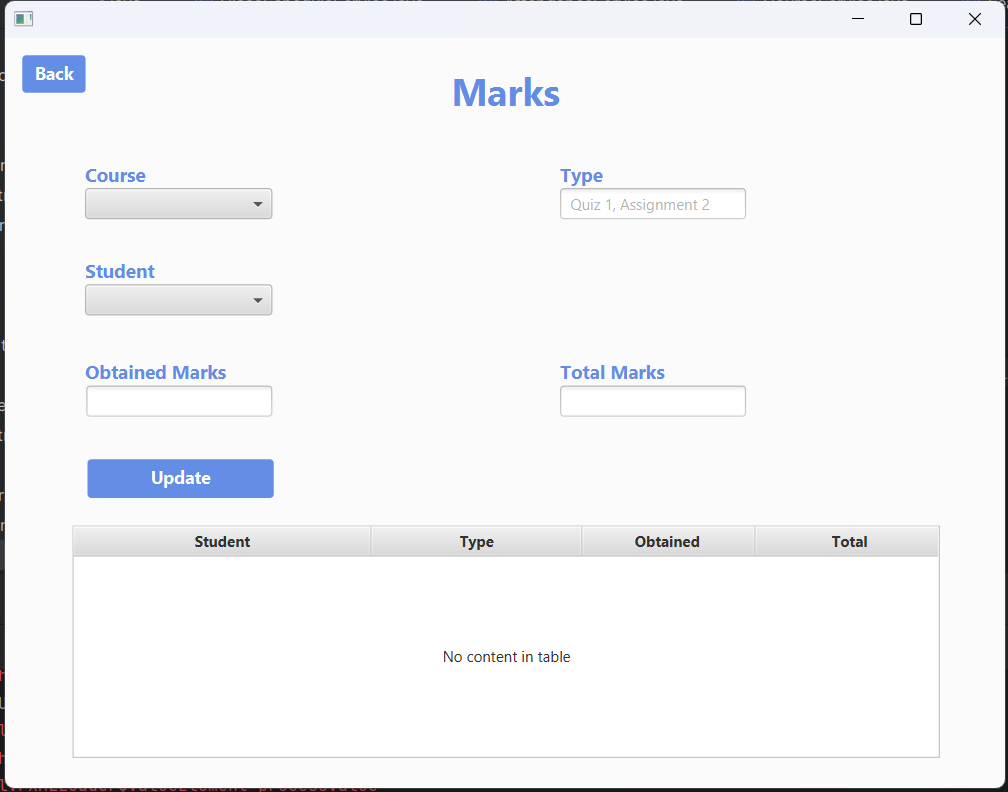 Back
Marks
Course
Type
Quiz 1, Assignment 2
Student
Obtained Marks
Total Marks
Update
Student Type Obtained Total
No content in table